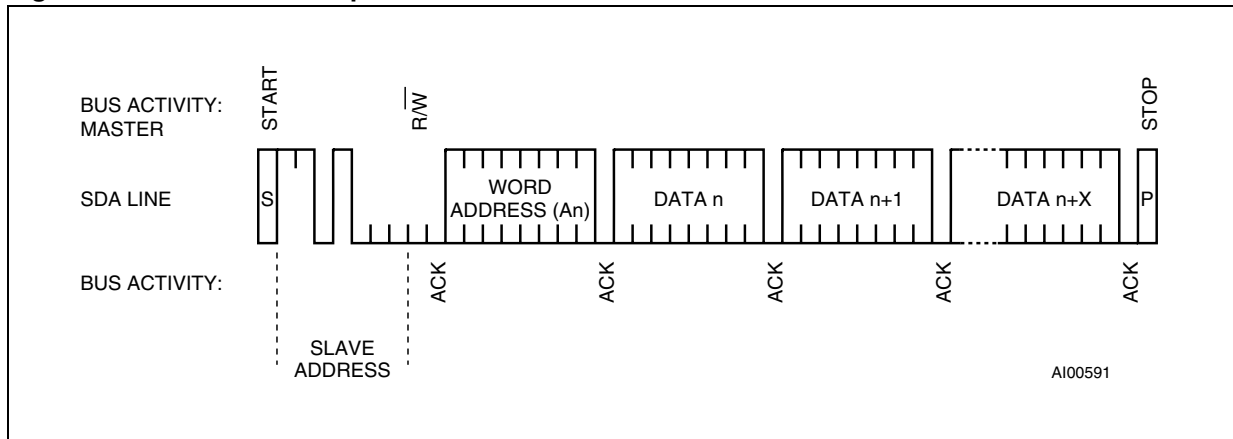 START
R/W
STOP
BUS ACTIVITY:
MASTER
SDA LINE
S
WORD
ADDRESS (An)
DATA n
DATA n+1
DATA n+X
P
BUS ACTIVITY:
ACK
ACK
ACK
ACK
ACK
SLAVE
ADDRESS
AI00591